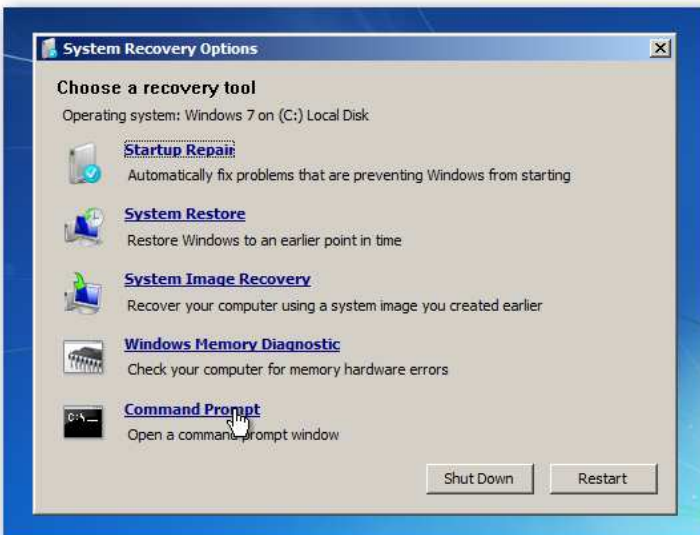 System Recovery Options
Choose a recovery tool
Operating system: Windows 7 on (C:) Local Disk
Startup Repair
Automatically fix problems that are preventing Windows from starting
System Restore
Restore Windows to an earlier point in time
System Image Recovery
Recover your computer using a system image you created earlier
Windows Memory Diagnostic
Check your computer for memory hardware errors
C:\
Command Prompt
Open a command prompt window
Shut Down Restart